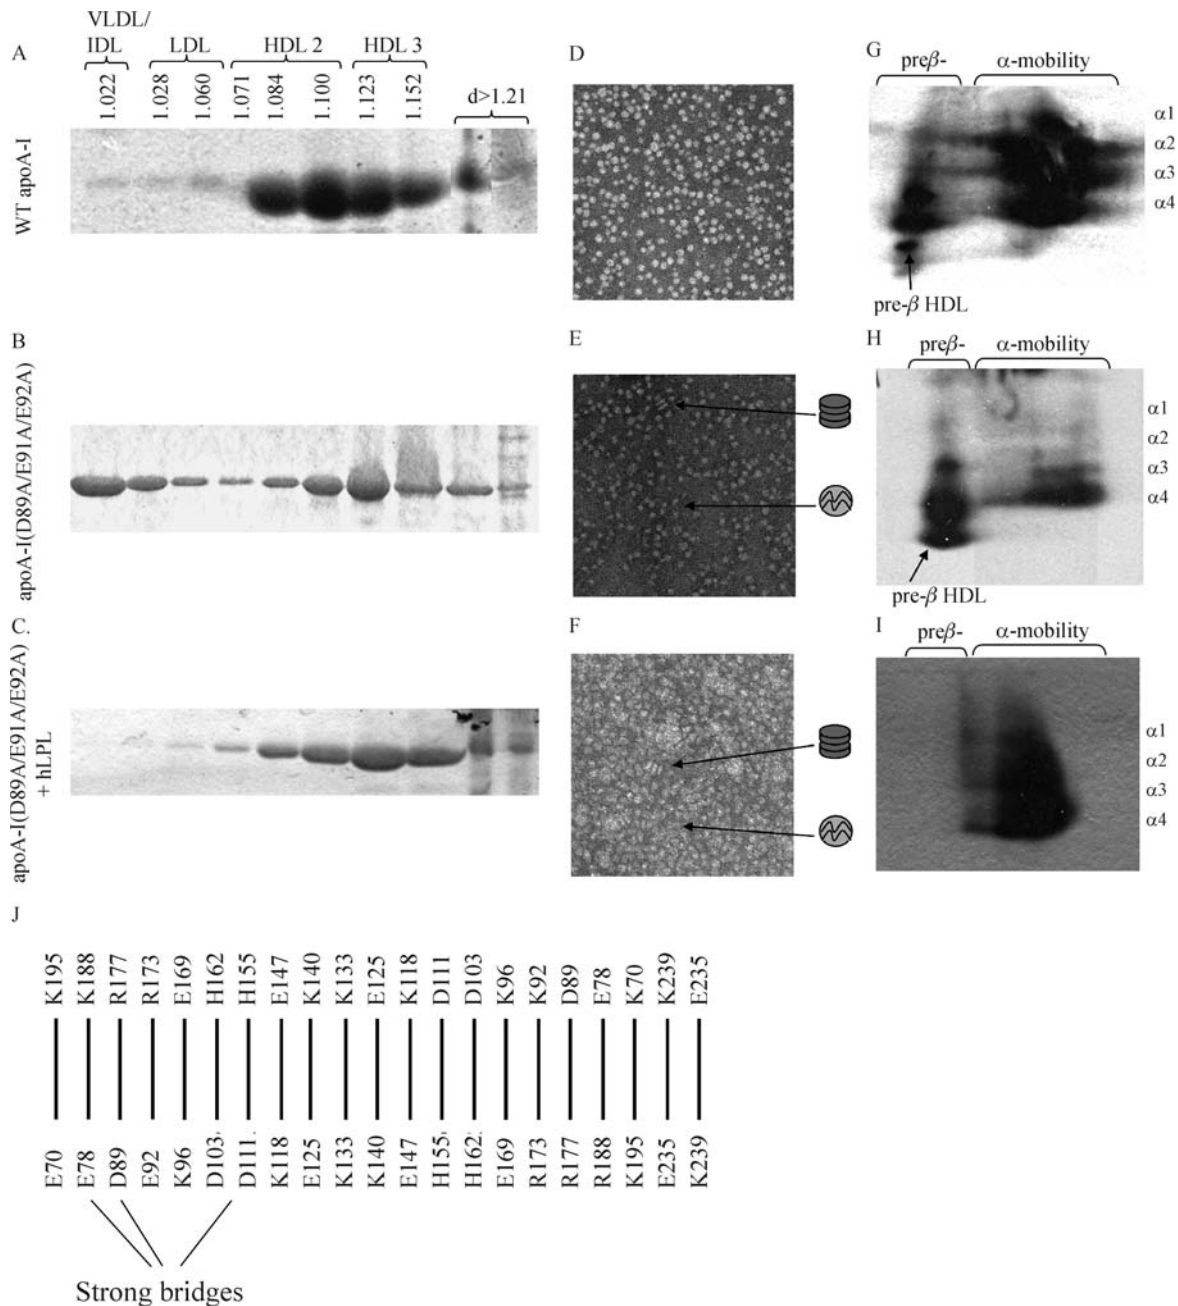 VLDL/
IDL
LDL
HDL 2
HDL 3
d>1.21
A
1.022
1.028
1.060
1.071
1.084
1.100
1.123
1.152
WT apoA-I
D
G
preβ-
α-mobility
α1
α2
α3
α4
pre-β HDL
B
apoA-I(D89A/E91A/E92A)
E
H
preβ-
α-mobility
α1
α2
α3
α4
pre-β HDL
C.
apoA-I(D89A/E91A/E92A)
+ hLPL
F
I
preβ-
α-mobility
α1
α2
α3
α4
J
K195 K188 R177 R173 E169 H162 H155 E147 K140 K133 E125 K118 D111 D103 K96 K92 D89 E78 K70 K239 E235
E70 E78 D89 E92 K96 D103 D111 K118 E125 K133 K140 E147 H155 H162 E169 R173 R177 R188 K195 E235 K239
Strong bridges